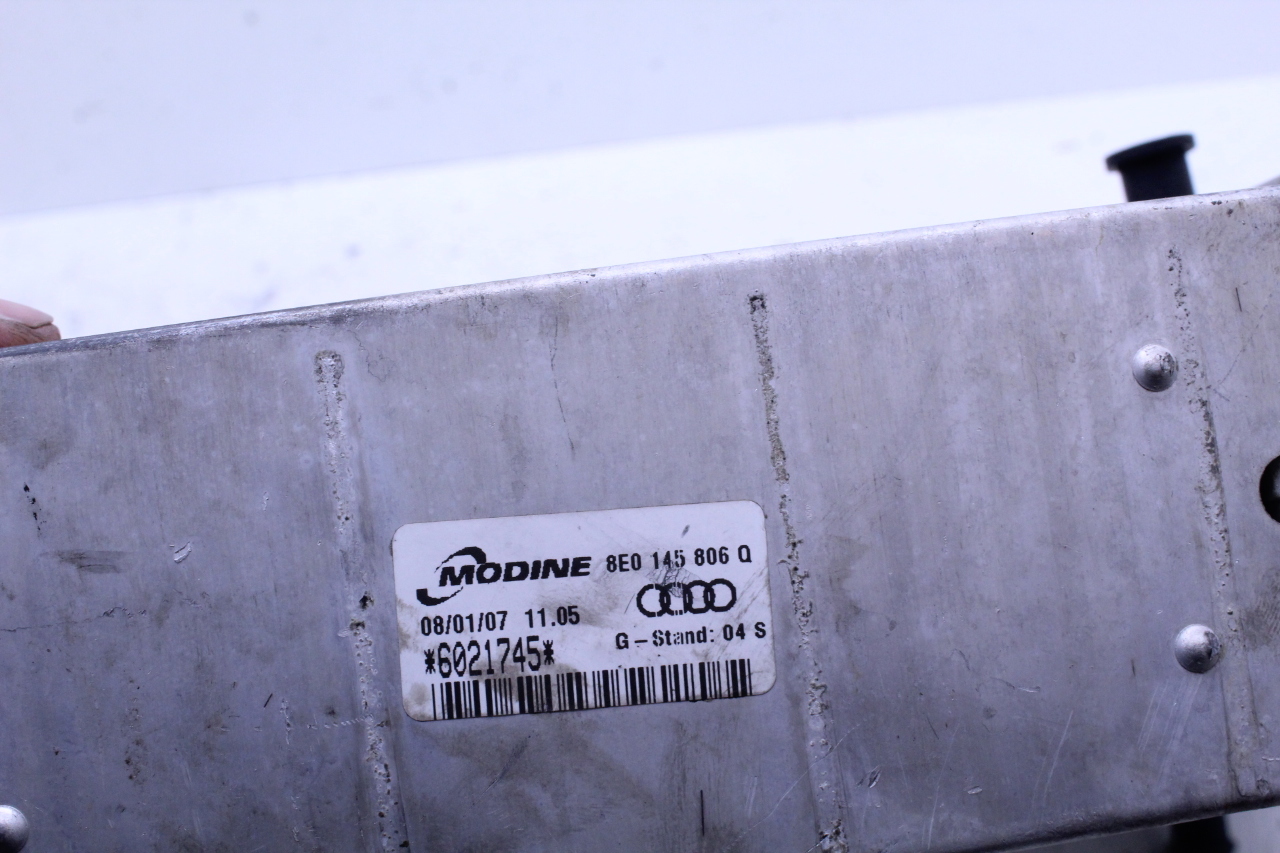 MODINE 8E0 145 806 Q
08/01/07 11.05
G-Stand: 04 S
*6021745*